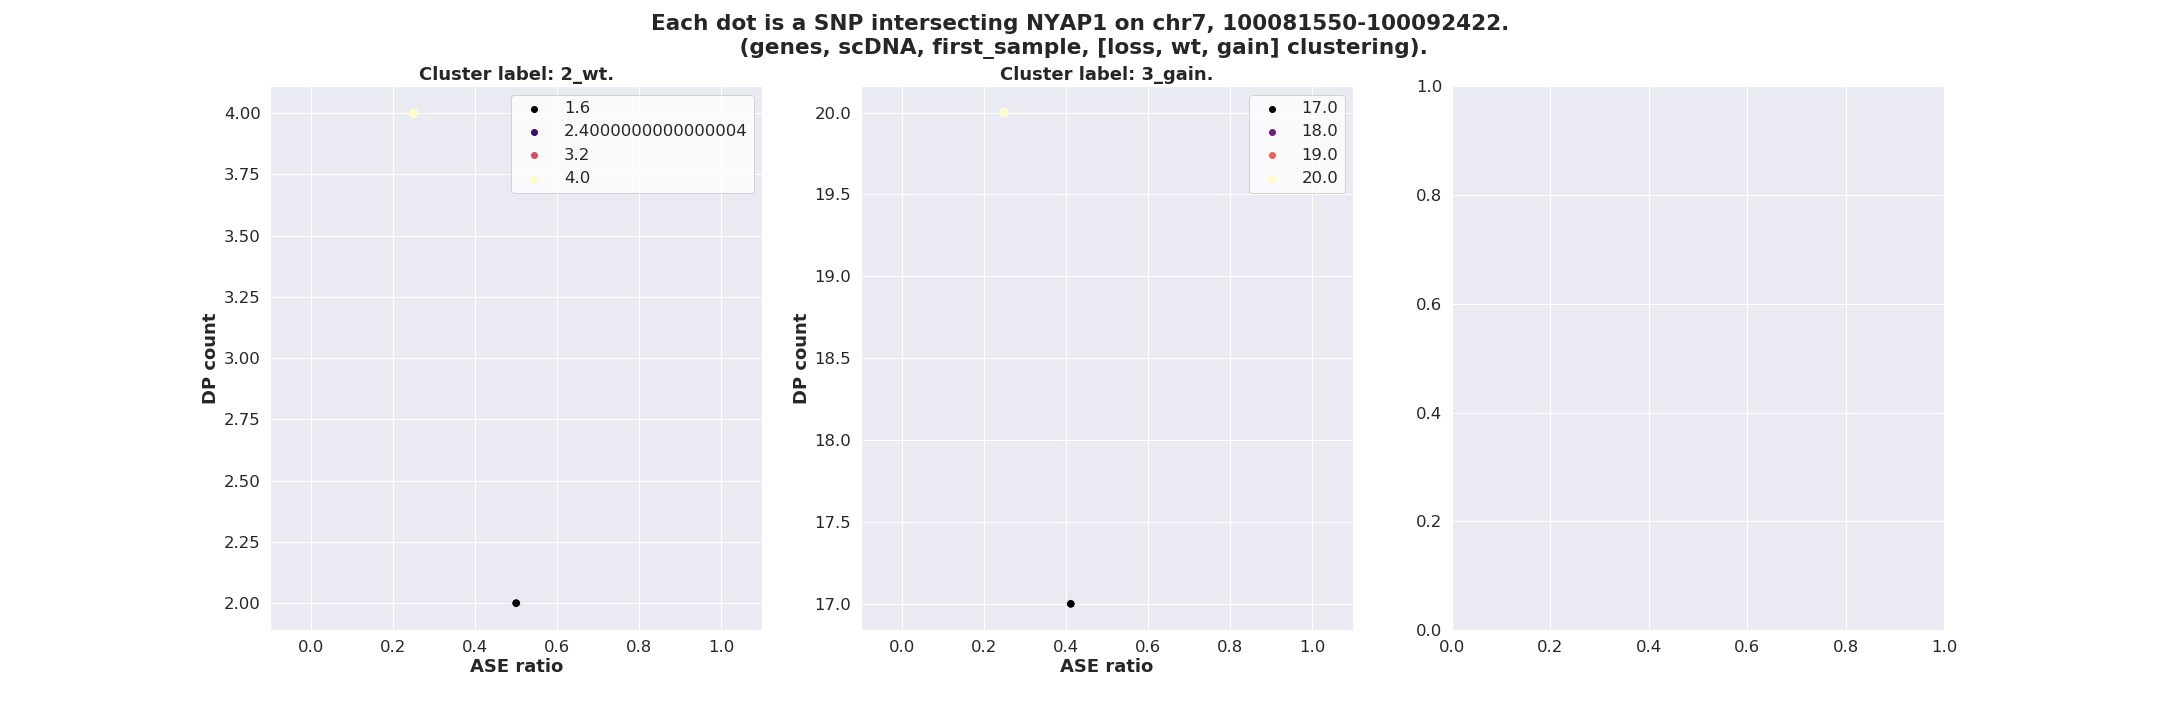 Each dot is a SNP intersecting NYAP1 on chr7, 100081550-100092422.
(genes, scDNA, first_sample, [loss, wt, gain] clustering).
Cluster label: 2_wt.
4.00
3.75
3.50
3.25
3.00
2.75
2.50
2.25
2.00
DP count
1.6
2.4000000000000004
3.2
4.0
0.0 0.2 0.4 0.6 0.8 1.0
ASE ratio
Cluster label: 3_gain.
20.0
19.5
19.0
18.5
18.0
17.5
17.0
DP count
17.0
18.0
19.0
20.0
0.0 0.2 0.4 0.6 0.8 1.0
ASE ratio
1.0
0.8
0.6
0.4
0.2
0.0
0.0 0.2 0.4 0.6 0.8 1.0